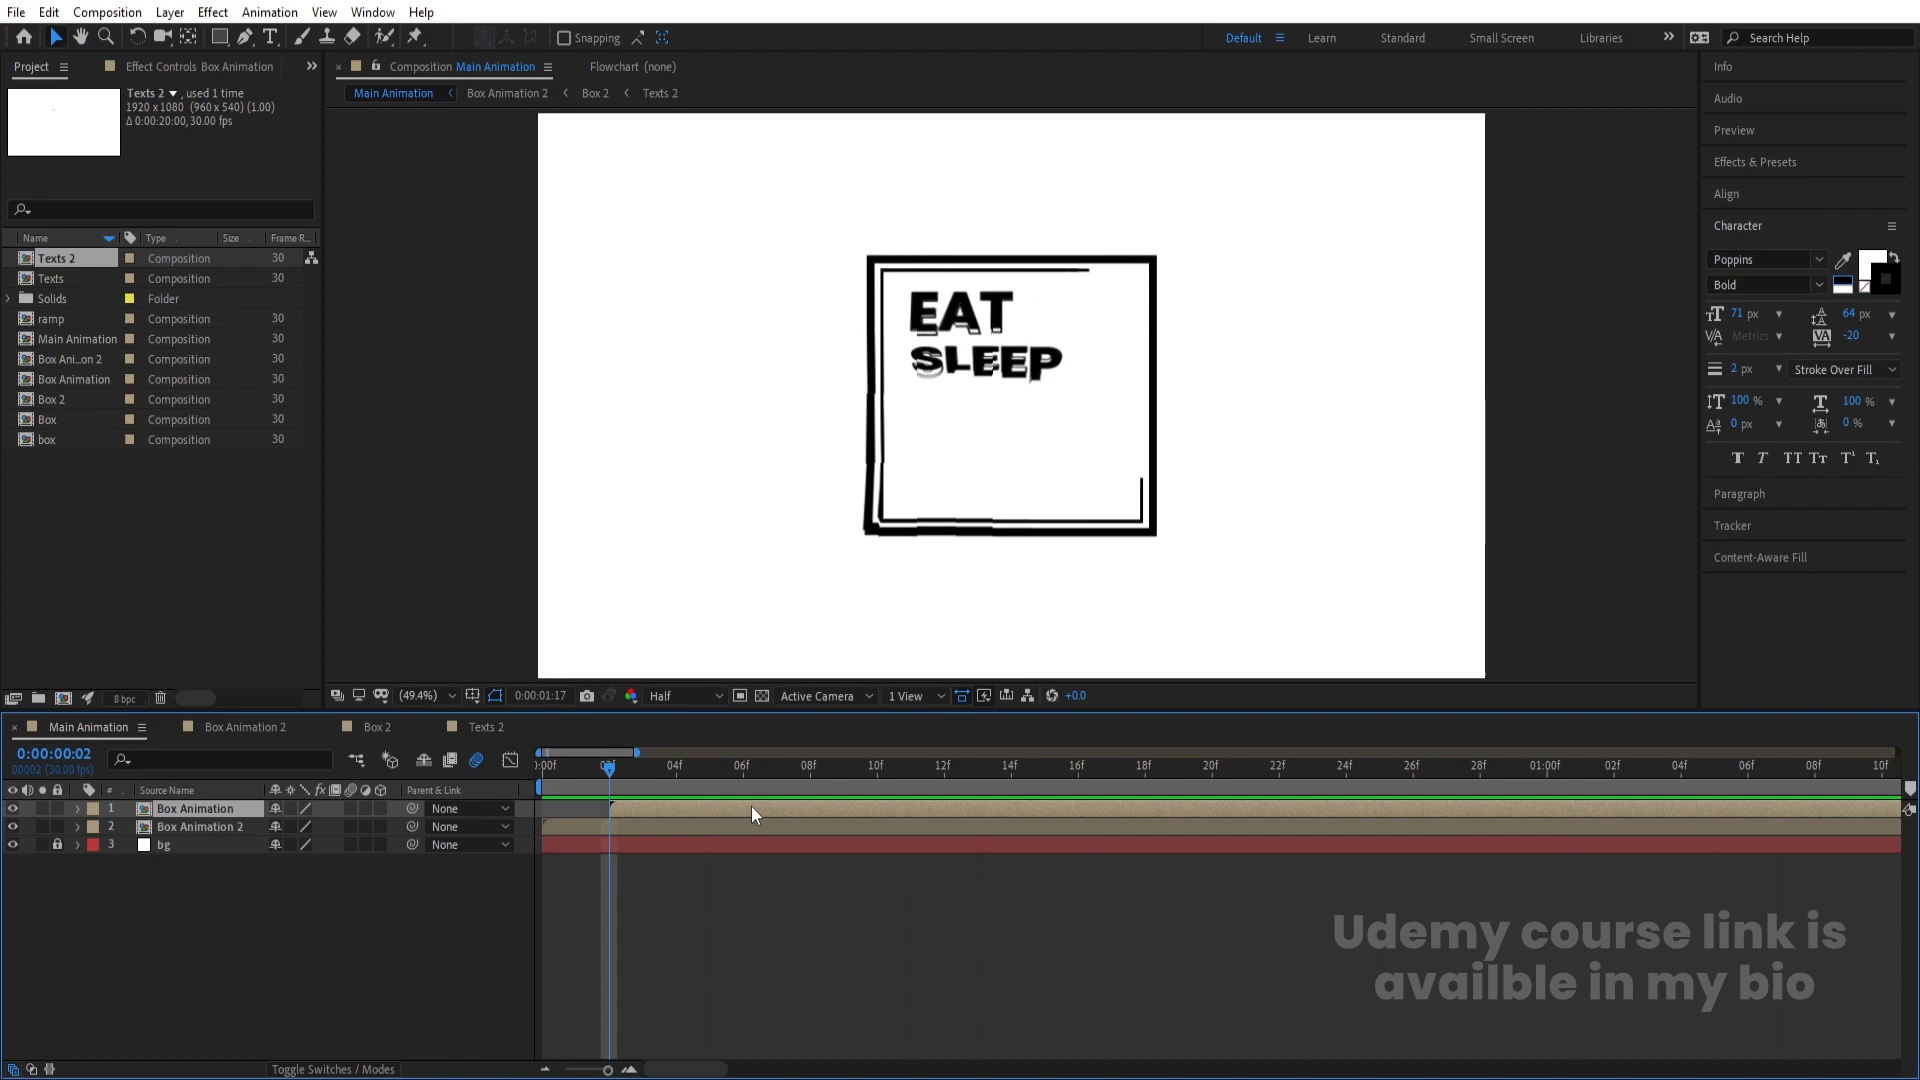 File Edit Composition Layer Effect Animation View Window Help
Snapping
Default Learn Standard Small Screen Libraries Search Help
Project Effect Controls Box Animation
Texts 2 , used 1 time
1920 x 1080 (960 x 540) (1.00)
Δ 0:00:20:00, 30.00 fps
Name Type Size Frame R...
Texts 2 Composition 30
Texts Composition 30
Solids Folder
ramp Composition 30
Main Animation Composition 30
Box Ani...on 2 Composition 30
Box Animation Composition 30
Box 2 Composition 30
Box Composition 30
box Composition 30
8 bpc
Composition Main Animation Flowchart (none)
Main Animation Box Animation 2 Box 2 Texts 2
EAT
SLEEP
(49.4%) 0:00:01:17 Half Active Camera 1 View +0.0
Info
Audio
Preview
Effects & Presets
Align
Character
Poppins
Bold
71 px 64 px
Metrics -20
2 px Stroke Over Fill
100 % 100 %
0 px 0 %
Paragraph
Tracker
Content-Aware Fill
Main Animation Box Animation 2 Box 2 Texts 2
0:00:00:02
00002 (30.00 fps)
# Source Name Parent & Link
1 Box Animation None
2 Box Animation 2 None
3 bg None
:00f 02f 04f 06f 08f 10f 12f 14f 16f 18f 20f 22f 24f 26f 28f 01:00f 02f 04f 06f 08f 10f
Udemy course link is
availble in my bio
Toggle Switches / Modes